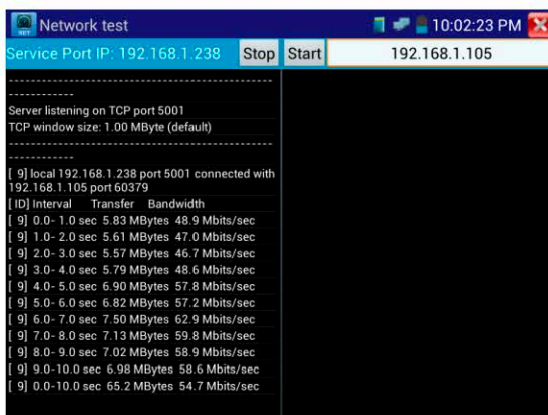 NET
Network test
10:02:23 PM
Service Port IP: 192.168.1.238
Stop
Start
192.168.1.105
------------------------------------------------
------------
Server listening on TCP port 5001
TCP window size: 1.00 MByte (default)
------------------------------------------------
------------
[ 9] local 192.168.1.238 port 5001 connected with
192.168.1.105 port 60379
[ID] Interval Transfer Bandwidth
[ 9] 0.0- 1.0 sec 5.83 MBytes 48.9 Mbits/sec
[ 9] 1.0- 2.0 sec 5.61 MBytes 47.0 Mbits/sec
[ 9] 2.0- 3.0 sec 5.57 MBytes 46.7 Mbits/sec
[ 9] 3.0- 4.0 sec 5.79 MBytes 48.6 Mbits/sec
[ 9] 4.0- 5.0 sec 6.90 MBytes 57.8 Mbits/sec
[ 9] 5.0- 6.0 sec 6.82 MBytes 57.2 Mbits/sec
[ 9] 6.0- 7.0 sec 7.50 MBytes 62.9 Mbits/sec
[ 9] 7.0- 8.0 sec 7.13 MBytes 59.8 Mbits/sec
[ 9] 8.0- 9.0 sec 7.02 MBytes 58.9 Mbits/sec
[ 9] 9.0-10.0 sec 6.98 MBytes 58.6 Mbits/sec
[ 9] 0.0-10.0 sec 65.2 MBytes 54.7 Mbits/sec